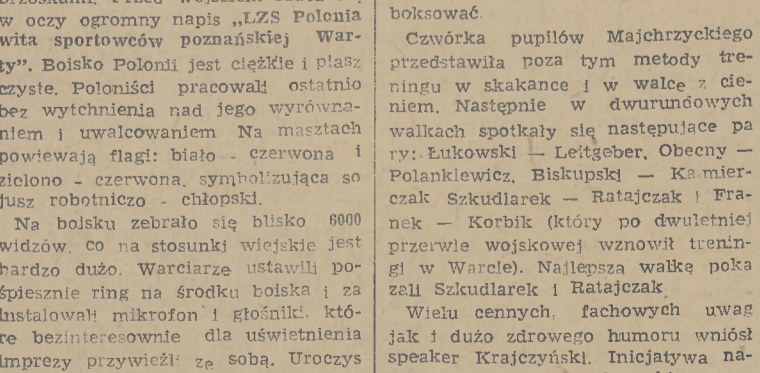 w oczy ogromny napis „LZS Polonia
wita sportowców poznańskiej War-
ty”. Boisko Polonii jest ciężkie i piasz
czyste. Poloniści pracowali ostatnio
bez wytchnienia nad jego wyrówna-
niem i uwalcowaniem Na masztach
powiewają flagi: biało - czerwona i
zielono - czerwona, symbolizująca so
jusz robotniczo - chłopski.
Na boisku zebrało się blisko 6000
widzów, co na stosunki wiejskie jest
bardzo dużo. Warciarze ustawili po-
śpiesznie ring na środku boiska i za
instalowali mikrofon i głośniki, któ-
re bezinteresownie dla uświetnienia
imprezy przywieźli ze sobą. Uroczys
boksować.
Czwórka pupilów Majchrzyckiego
przedstawiła poza tym metody tre-
ningu w skakance i w walce z cie-
niem. Następnie w dwurundowych
walkach spotkały się następujące pa
ry: Łukowski — Leitgeber, Obecny —
Polankiewicz, Biskupski — Kamier-
czak Szkudlarek — Ratajczak i Fra-
nek — Korbik (który po dwuletniej
przerwie wojskowej wznowił trenin-
gi w Warcie). Najlepszą walkę poka
zali Szkudlarek i Ratajczak
Wielu cennych, fachowych uwag
jak i dużo zdrowego humoru wniósł
speaker Krajczyński. Inicjatywa na-